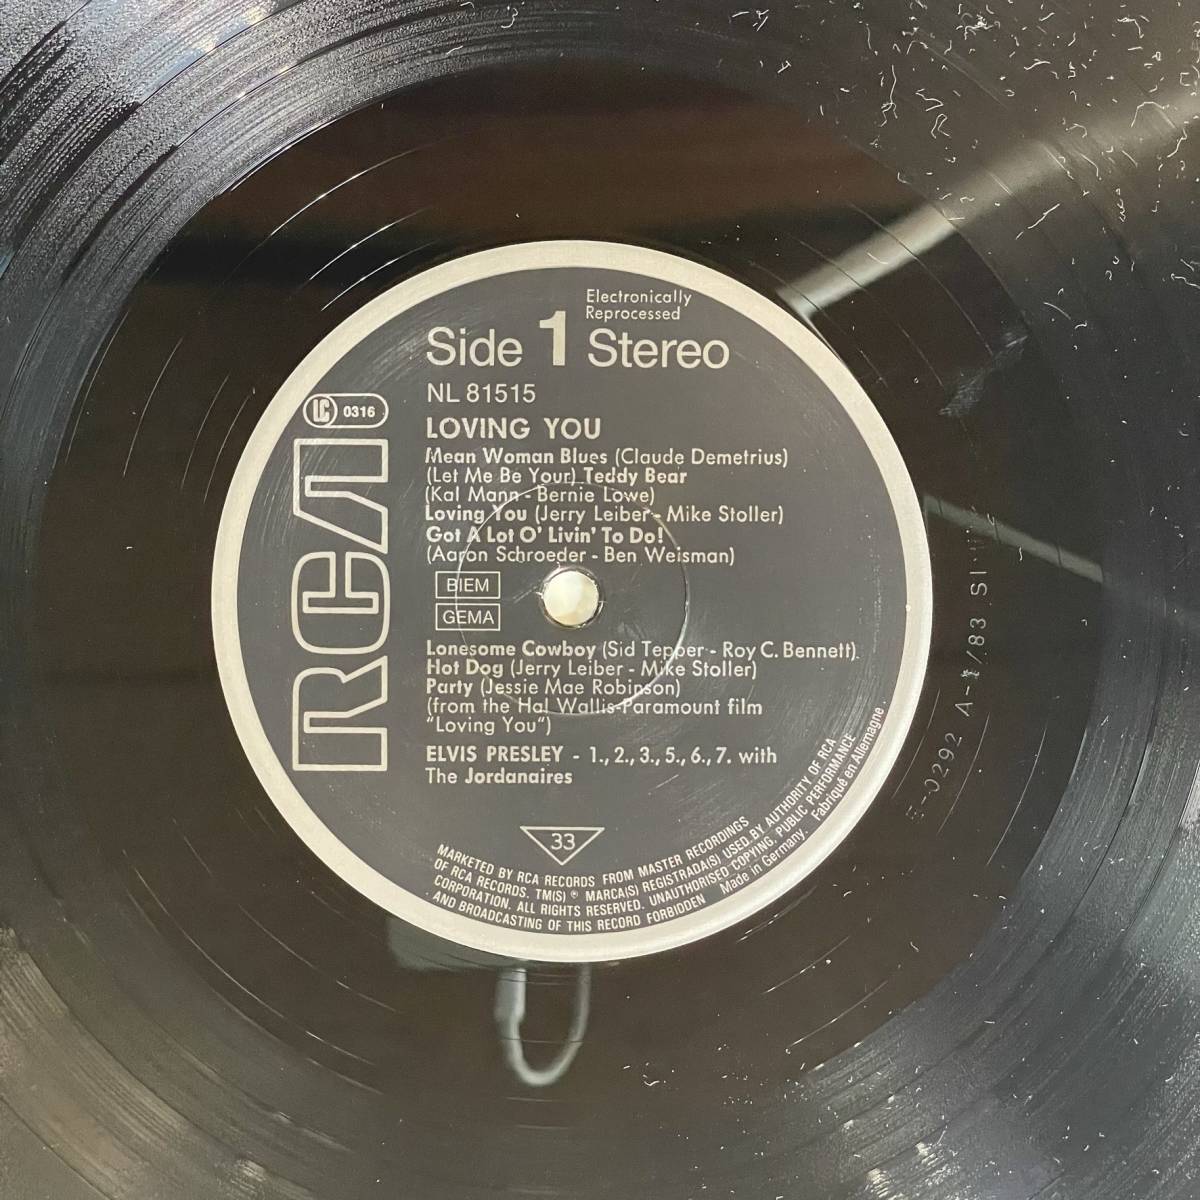 Electronically
Reprocessed
Side 1 Stereo
NL 81515
LC 0316
RCA
LOVING YOU
Mean Woman Blues (Claude Demetrius)
(Let Me Be Your) Teddy Bear
(Kal Mann - Bernie Lowe)
Loving You (Jerry Leiber - Mike Stoller)
Got A Lot O' Livin' To Do!
(Aaron Schroeder - Ben Weisman)
BIEM
GEMA
Lonesome Cowboy (Sid Tepper - Roy C. Bennett)
Hot Dog (Jerry Leiber - Mike Stoller)
Party (Jessie Mae Robinson)
(from the Hal Wallis-Paramount film
"Loving You")
ELVIS PRESLEY - 1., 2., 3., 5., 6., 7. with
The Jordanaires
33
MARKETED BY RCA RECORDS FROM MASTER RECORDINGS
OF RCA RECORDS. TM(S) ® MARCA(S) REGISTRADA(S) USED BY AUTHORITY OF RCA
CORPORATION. ALL RIGHTS RESERVED. UNAUTHORISED COPYING, PUBLIC PERFORMANCE
AND BROADCASTING OF THIS RECORD FORBIDDEN Made in Germany. Fabriqué en Allemagne.
-0292 A- /83 S1